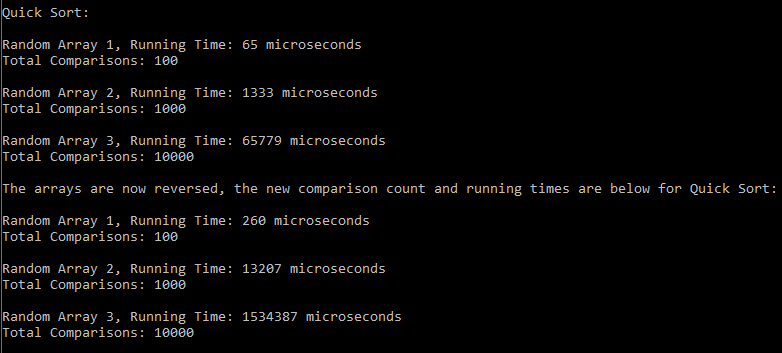 Quick Sort:
Random Array 1, Running Time: 65 microseconds
Total Comparisons: 100
Random Array 2, Running Time: 1333 microseconds
Total Comparisons: 1000
Random Array 3, Running Time: 65779 microseconds
Total Comparisons: 10000
The arrays are now reversed, the new comparison count and running times are below for Quick Sort:
Random Array 1, Running Time: 260 microseconds
Total Comparisons: 100
Random Array 2, Running Time: 13207 microseconds
Total Comparisons: 1000
Random Array 3, Running Time: 1534387 microseconds
Total Comparisons: 10000